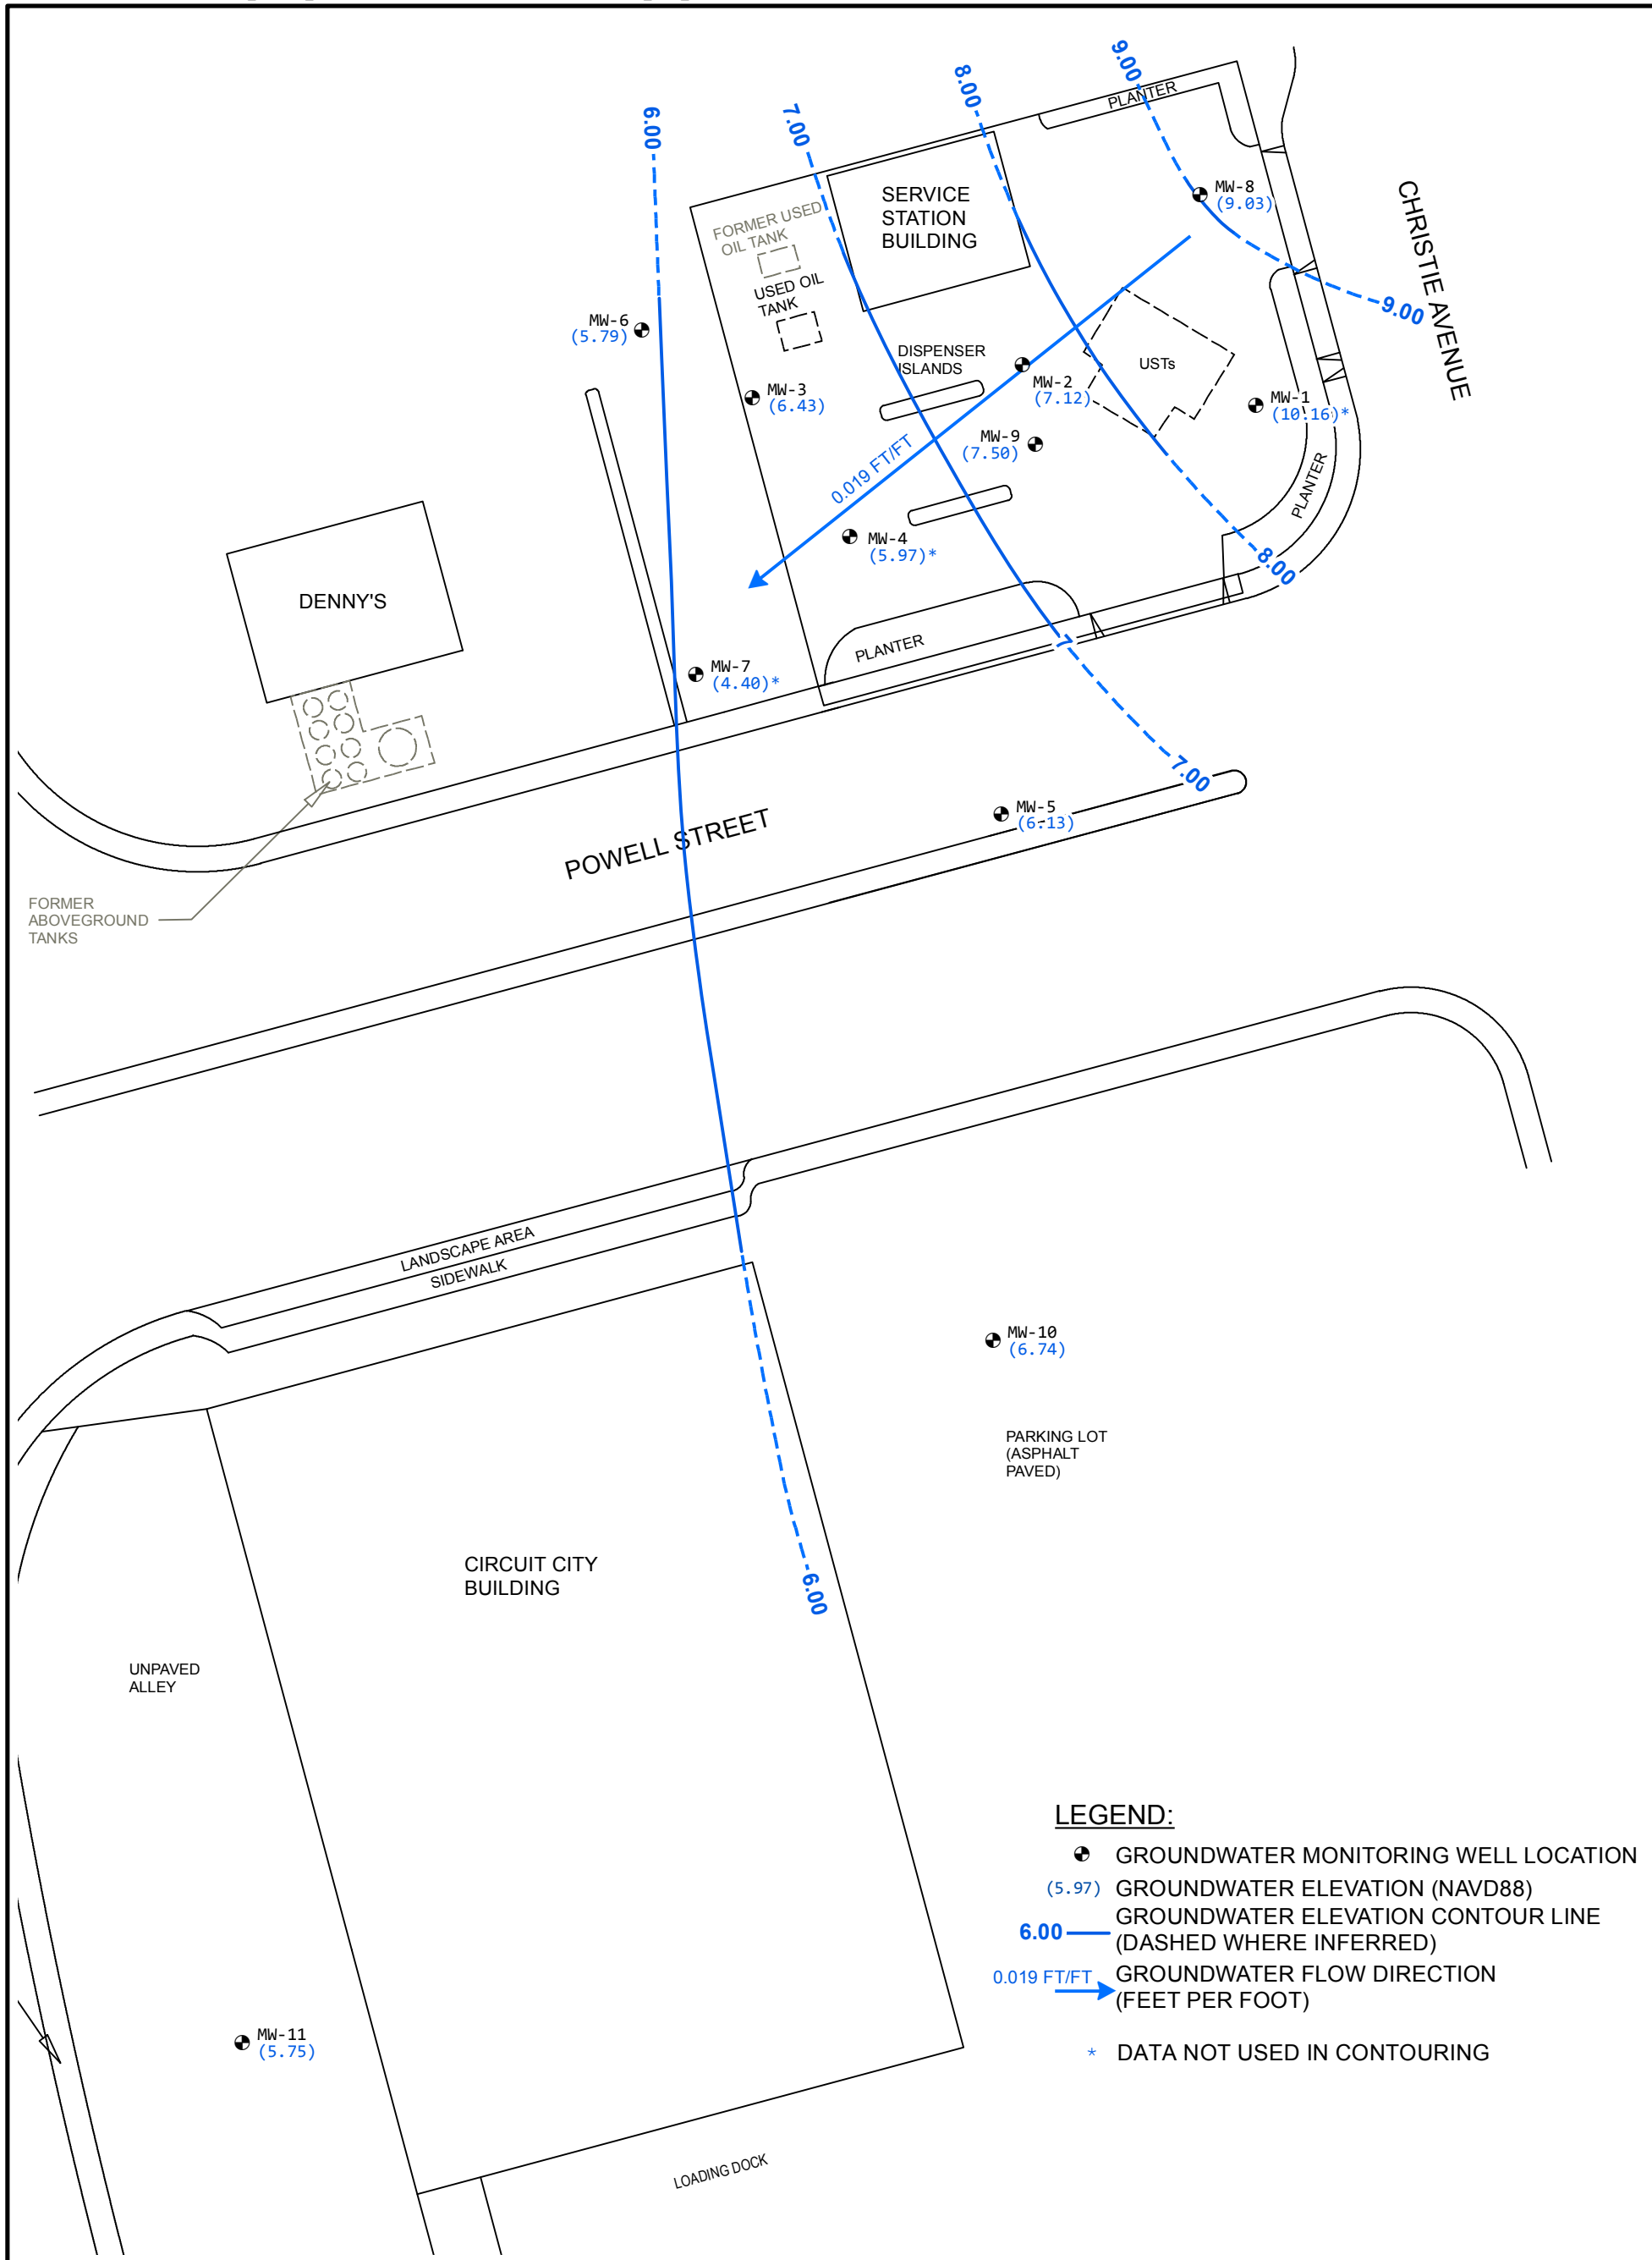 9.00
8.00
7.00
6.00
PLANTER
SERVICE
STATION
BUILDING
MW-8
(9.03)
CHRISTIE AVENUE
FORMER USED
OIL TANK
USED OIL
TANK
9.00
MW-6
(5.79)
DISPENSER
ISLANDS
USTs
MW-2
(7.12)
MW-3
(6.43)
MW-1
(10.16)*
MW-9
(7.50)
0.019 FT/FT
PLANTER
MW-4
(5.97)*
8.00
DENNY'S
PLANTER
MW-7
(4.40)*
7.00
MW-5
(6.13)
POWELL STREET
FORMER
ABOVEGROUND
TANKS
LANDSCAPE AREA
SIDEWALK
MW-10
(6.74)
PARKING LOT
(ASPHALT
PAVED)
CIRCUIT CITY
BUILDING
6.00
UNPAVED
ALLEY
LEGEND:
GROUNDWATER MONITORING WELL LOCATION
(5.97) GROUNDWATER ELEVATION (NAVD88)
6.00 GROUNDWATER ELEVATION CONTOUR LINE
(DASHED WHERE INFERRED)
0.019 FT/FT GROUNDWATER FLOW DIRECTION
(FEET PER FOOT)
* DATA NOT USED IN CONTOURING
MW-11
(5.75)
LOADING DOCK